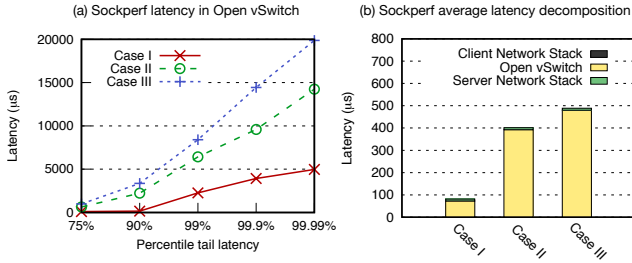 (a) Sockperf latency in Open vSwitch
20000
15000
10000
5000
0
Latency (µs)
Case I
Case II
Case III
75%
90%
99%
99.9%
99.99%
Percentile tail latency
(b) Sockperf average latency decomposition
800
700
600
500
400
300
200
100
0
Latency (µs)
Client Network Stack
Open vSwitch
Server Network Stack
Case I
Case II
Case III